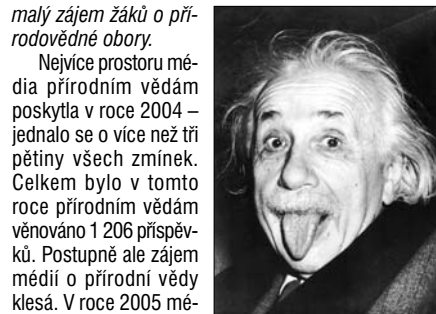 malý zájem žáků o pří-
rodovědné obory.
Nejvíce prostoru mé-
dia přírodním vědám
poskytla v roce 2004 –
jednalo se o více než tři
pětiny všech zmínek.
Celkem bylo v tomto
roce přírodním vědám
věnováno 1 206 příspěv-
ků. Postupně ale zájem
médií o přírodní vědy
klesá. V roce 2005 mé-